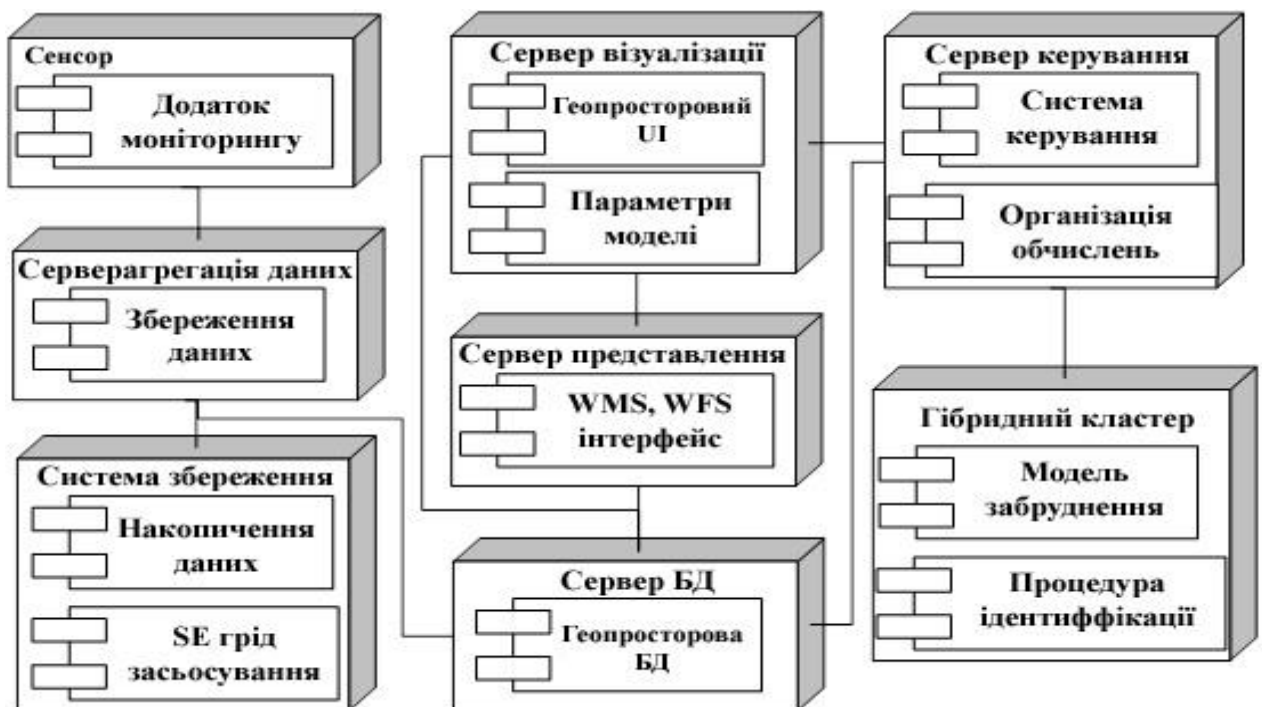 Сенсор
Додаток
моніторингу
Серверагрегація даних
Збереження
даних
Система збереження
Накопичення
даних
SE грід
засьосування
Сервер візуалізації
Геопросторовий
UI
Параметри
моделі
Сервер представлення
WMS, WFS
інтерфейс
Сервер БД
Геопросторова
БД
Сервер керування
Система
керування
Організація
обчислень
Гібридний кластер
Модель
забруднення
Процедура
ідентиффікації